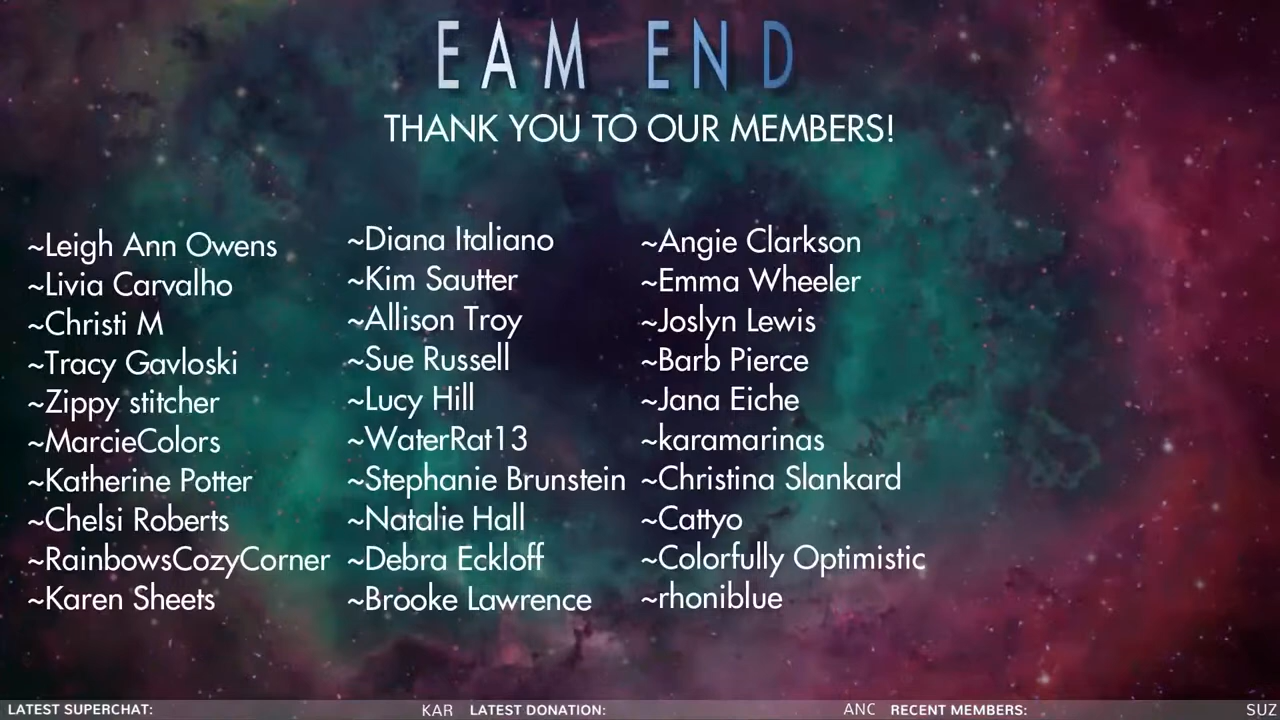 EAM END
THANK YOU TO OUR MEMBERS!
~Leigh Ann Owens
~Livia Carvalho
~Christi M
~Tracy Gavloski
~Zippy stitcher
~MarcieColors
~Katherine Potter
~Chelsi Roberts
~RainbowsCozyCorner
~Karen Sheets
~Diana Italiano
~Kim Sautter
~Allison Troy
~Sue Russell
~Lucy Hill
~WaterRat13
~Stephanie Brunstein
~Natalie Hall
~Debra Eckloff
~Brooke Lawrence
~Angie Clarkson
~Emma Wheeler
~Joslyn Lewis
~Barb Pierce
~Jana Eiche
~karamarinas
~Christina Slankard
~Cattyo
~Colorfully Optimistic
~rhoniblue
LATEST SUPERCHAT: KAR LATEST DONATION: ANC RECENT MEMBERS: SUZ